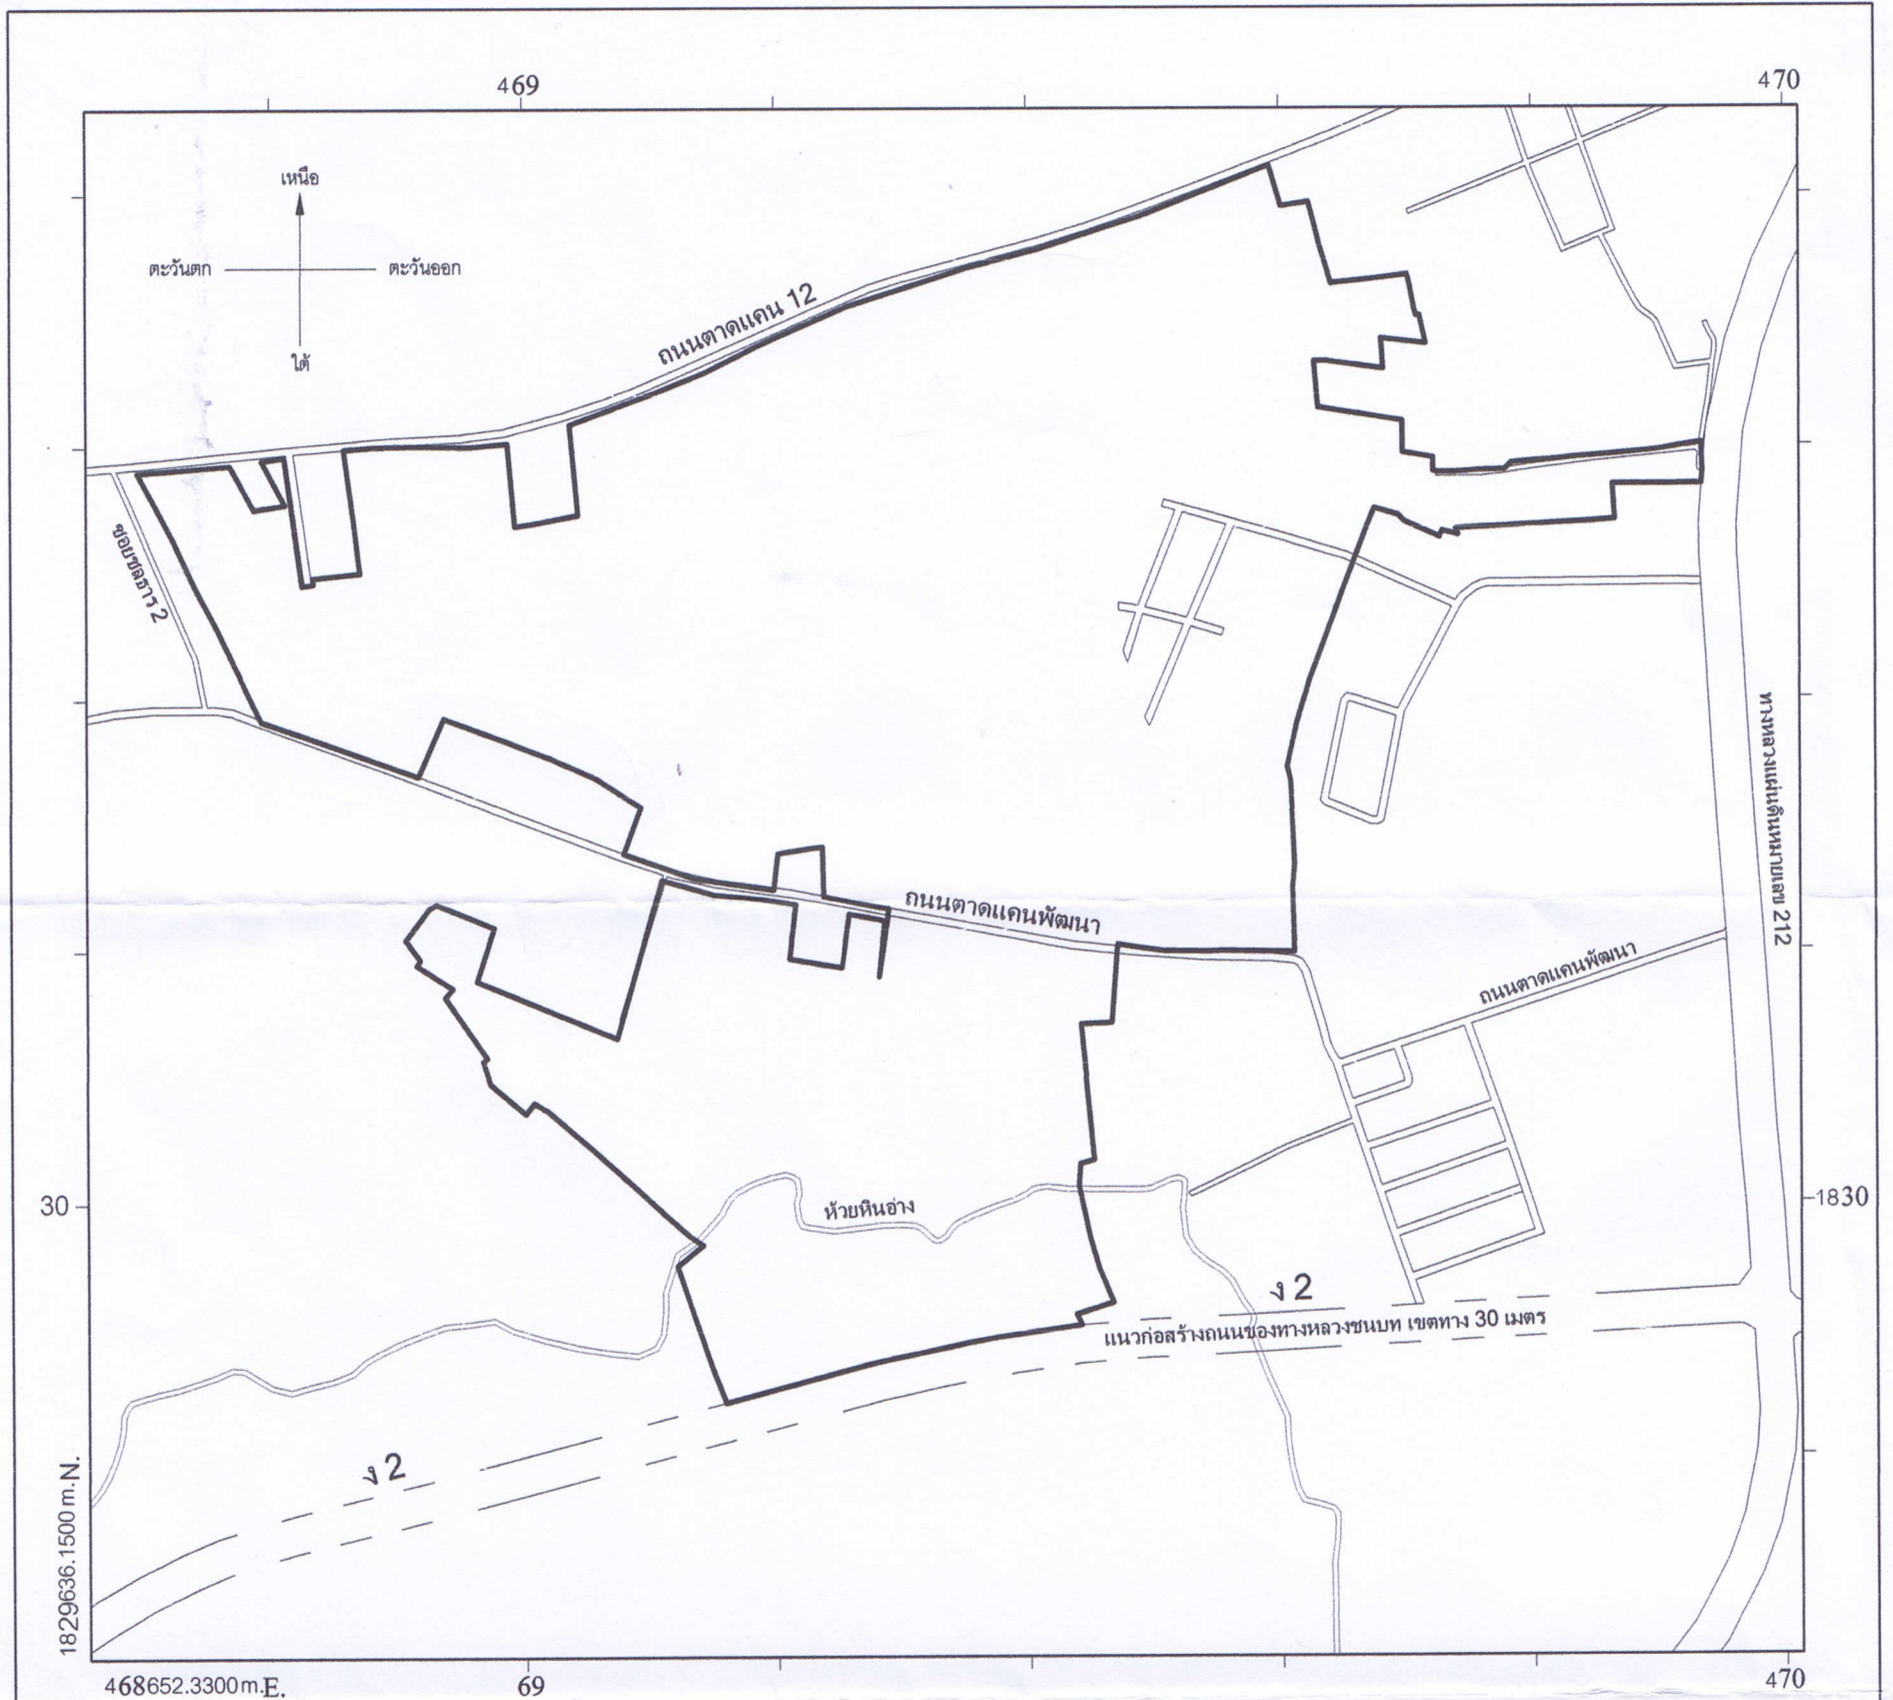 469
470
เหนือ
ตะวันตก
ตะวันออก
ใต้
ถนนตาดแคน 12
ซอยชลธาร 2
ทางหลวงแผ่นดินหมายเลข 212
ถนนตาดแคนพัฒนา
ถนนตาดแคนพัฒนา
30
1830
ห้วยหินอ่าง
ง 2
แนวก่อสร้างถนนของทางหลวงชนบท เขตทาง 30 เมตร
ง 2
1829636.1500 m.N.
468652.3300 m.E.
69
470